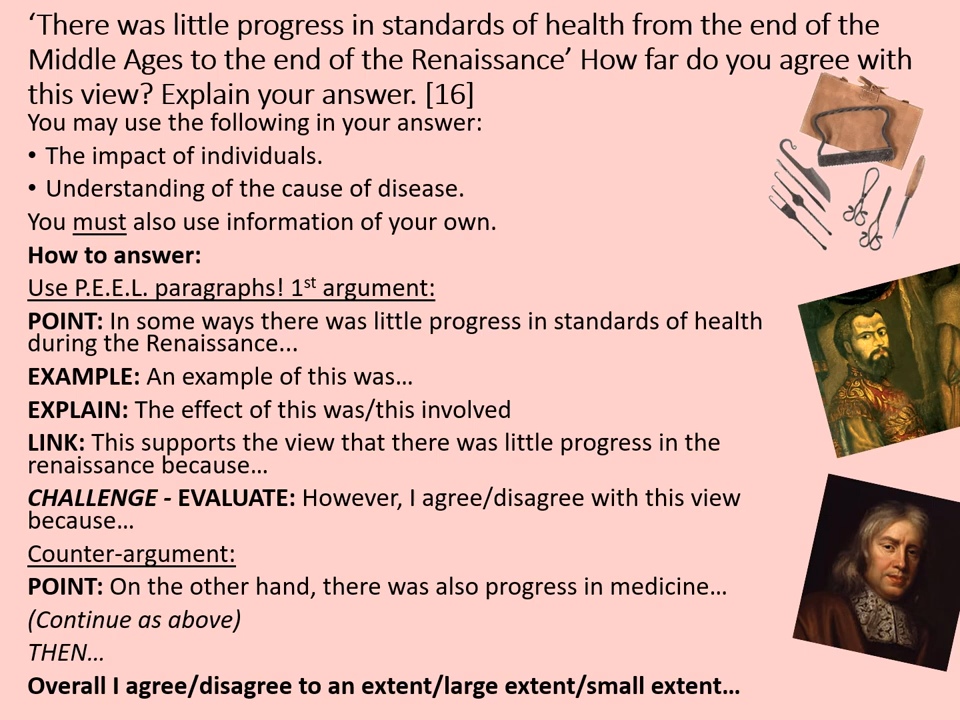 ‘There was little progress in standards of health from the end of the
Middle Ages to the end of the Renaissance’ How far do you agree with
this view? Explain your answer. [16]
You may use the following in your answer:
• The impact of individuals.
• Understanding of the cause of disease.
You must also use information of your own.
How to answer:
Use P.E.E.L. paragraphs! 1st argument:
POINT: In some ways there was little progress in standards of health
during the Renaissance...
EXAMPLE: An example of this was…
EXPLAIN: The effect of this was/this involved
LINK: This supports the view that there was little progress in the
renaissance because…
CHALLENGE - EVALUATE: However, I agree/disagree with this view
because…
Counter-argument:
POINT: On the other hand, there was also progress in medicine…
(Continue as above)
THEN…
Overall I agree/disagree to an extent/large extent/small extent…